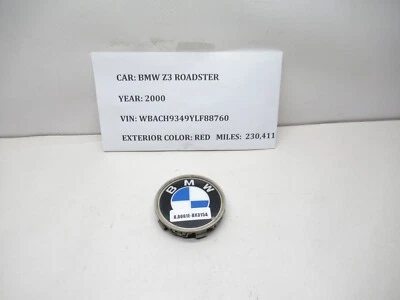 CAR: BMW Z3 ROADSTER
YEAR: 2000
VIN: WBACH9349YLF88760
EXTERIOR COLOR: RED MILES: 230,411
BMW